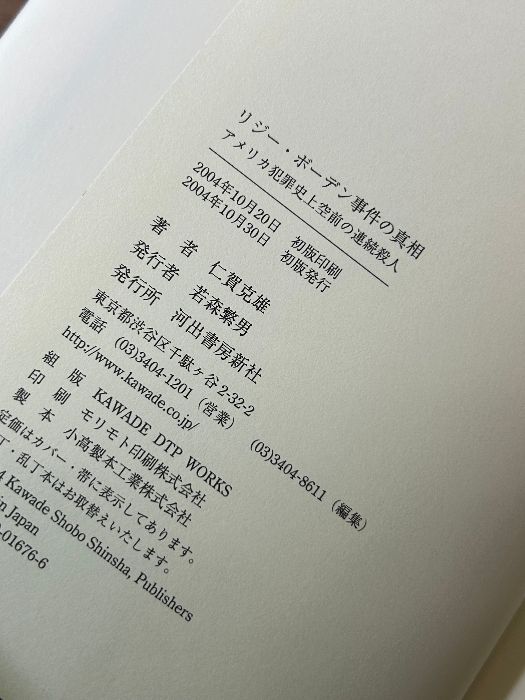 リジー・ボーデン事件の真相
アメリカ犯罪史上空前の連続殺人
2004年10月20日 初版印刷
2004年10月30日 初版発行
著 者 仁賀克雄
発行者 若森繁男
発行所 河出書房新社
東京都渋谷区千駄ヶ谷2-32-2
電話 (03)3404-1201(営業) (03)3404-8611(編集)
http://www.kawade.co.jp/
組 版 KAWADE DTP WORKS
印 刷 モリモト印刷株式会社
製 本 小高製本工業株式会社
定価はカバー・帯に表示してあります。
丁・乱丁本はお取替えいたします。
4 Kawade Shobo Shinsha, Publishers
in Japan
-01676-6